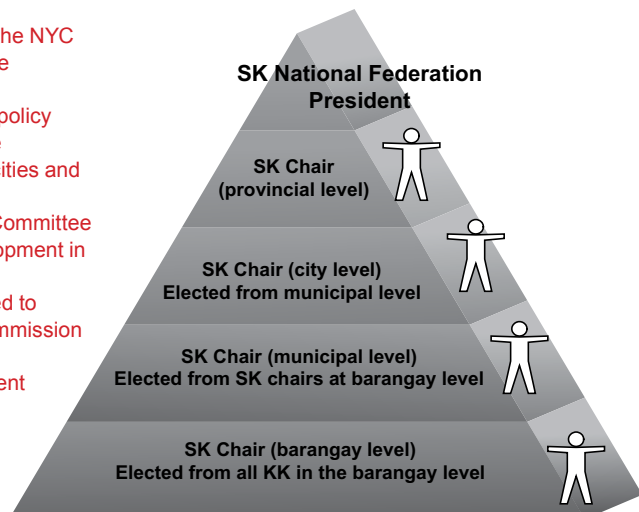 the NYC
e
policy
e
cities and
Committee
opment in
ed to
mmission
ent
SK National Federation
President
SK Chair
(provincial level)
SK Chair (city level)
Elected from municipal level
SK Chair (municipal level)
Elected from SK chairs at barangay level
SK Chair (barangay level)
Elected from all KK in the barangay level